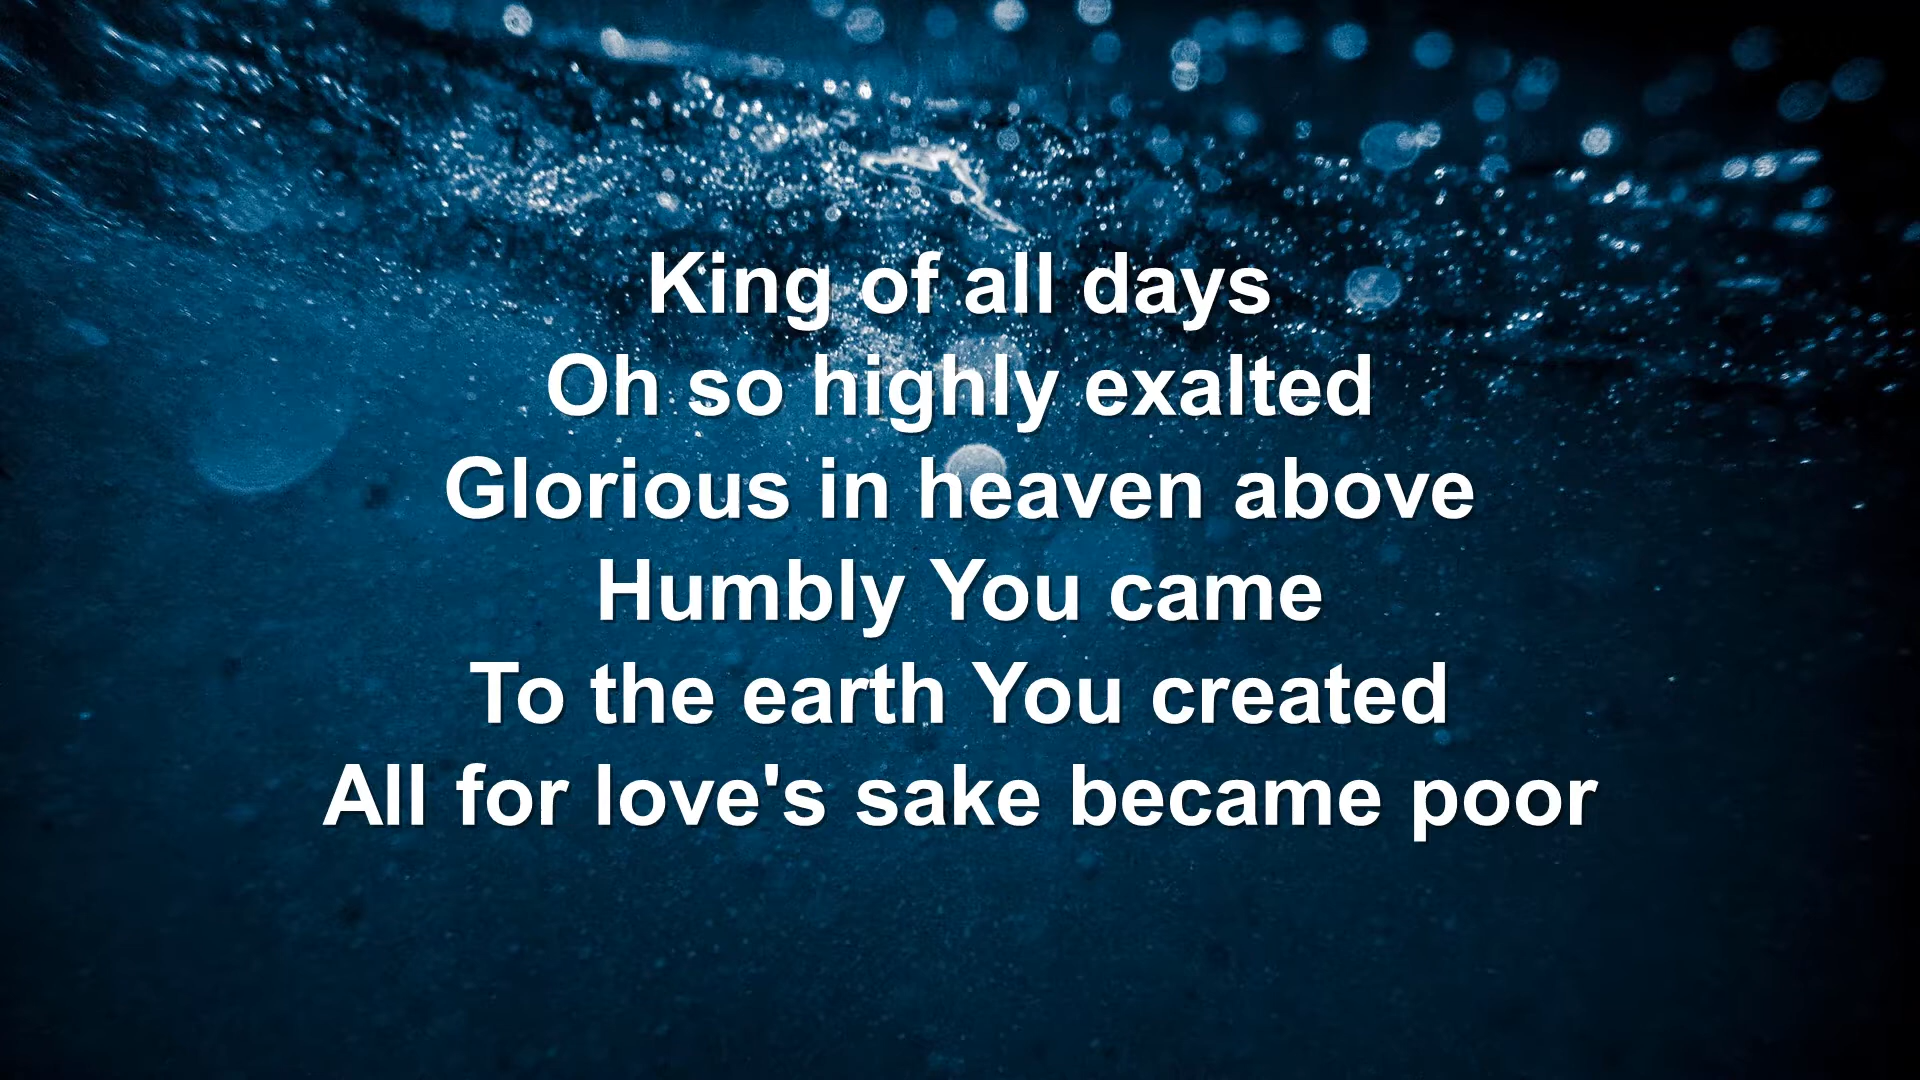 King of all days
Oh so highly exalted
Glorious in heaven above
Humbly You came
To the earth You created
All for love's sake became poor